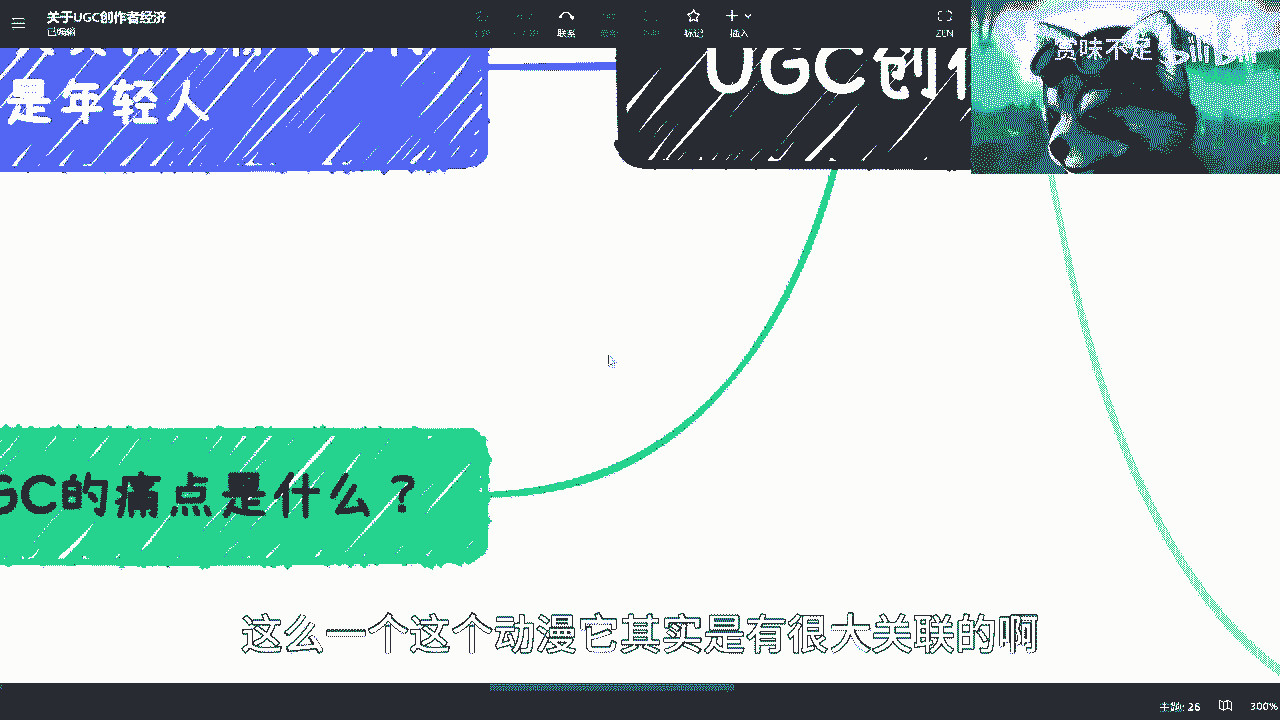 关于UGC创作者经济
已编辑
联系
标记
插入
ZEN
赏味不足
bilibili
是年轻人
UGC创
GC的痛点是什么？
这么一个这个动漫它其实是有很大关联的啊
主题: 26
300%